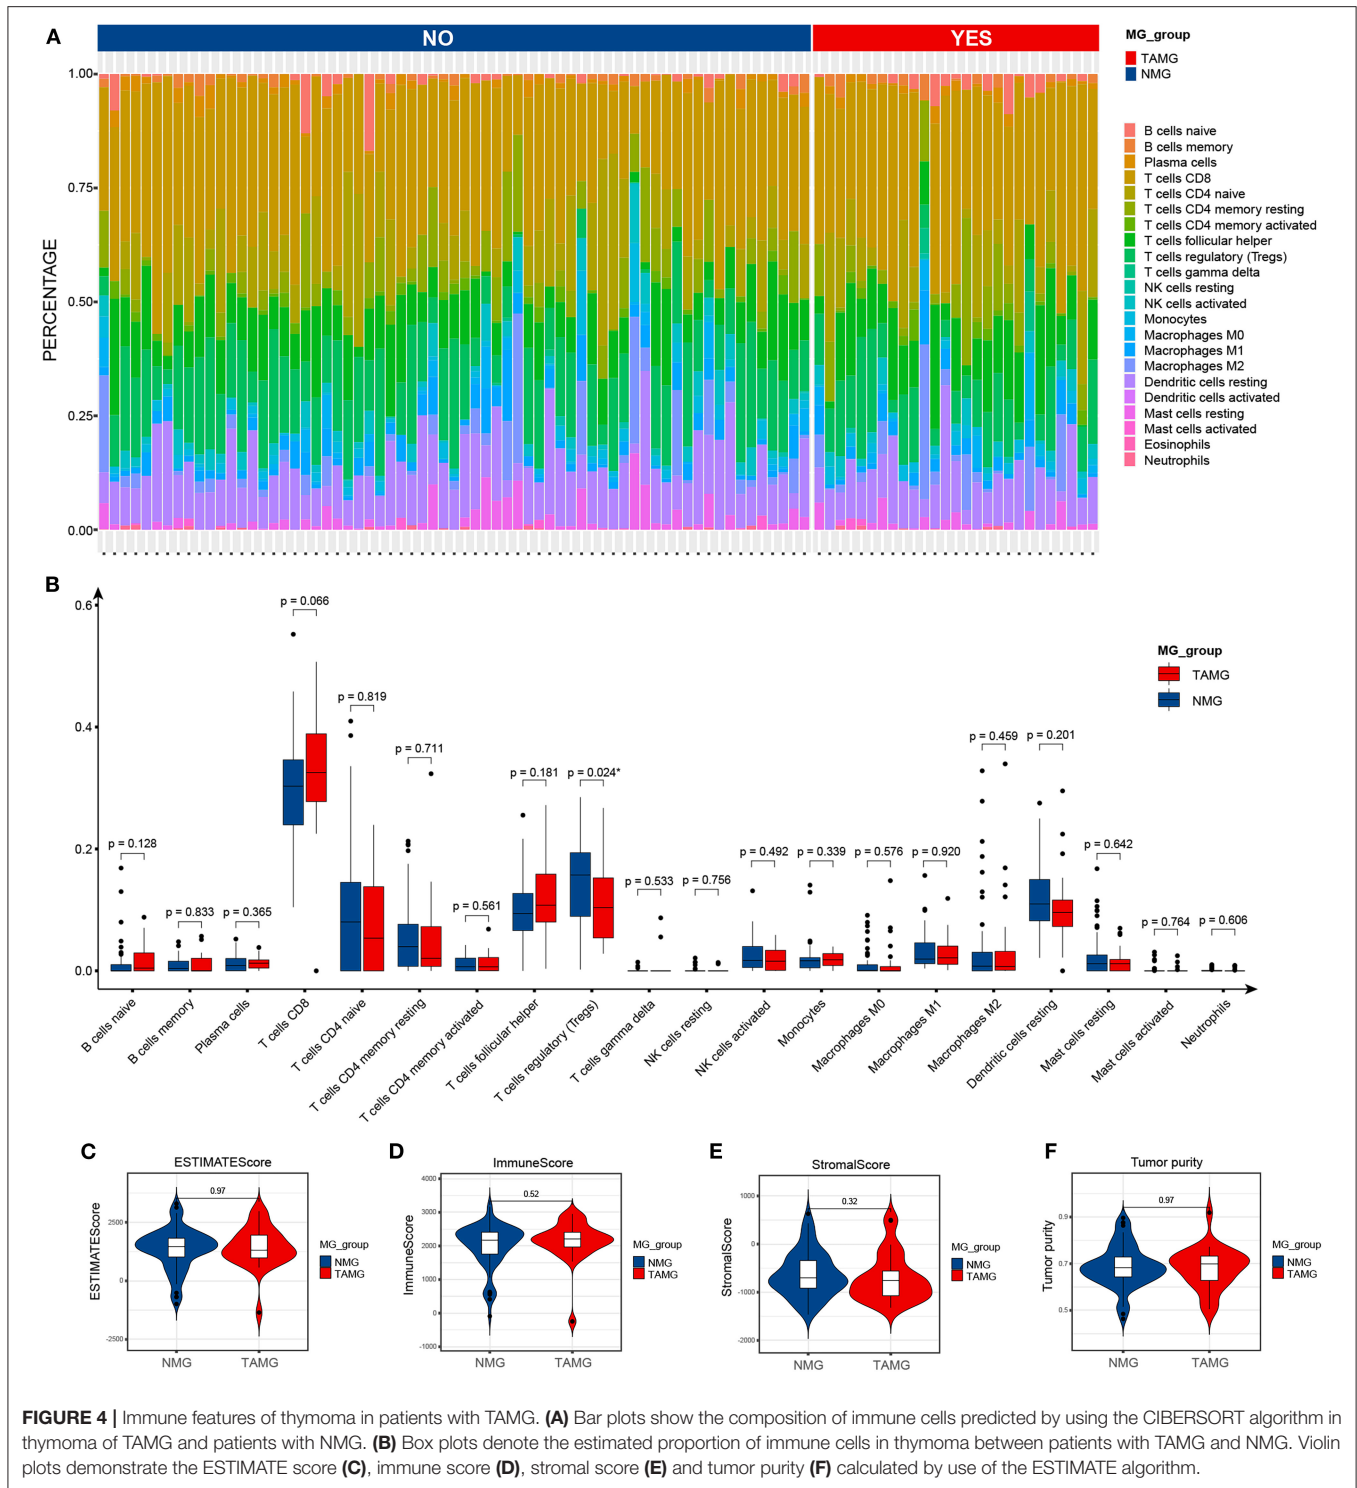 A
NO
YES
MG_group
TAMG
NMG
1.00
0.75
0.50
0.25
0.00
PERCENTAGE
B cells naive
B cells memory
Plasma cells
T cells CD8
T cells CD4 naive
T cells CD4 memory resting
T cells CD4 memory activated
T cells follicular helper
T cells regulatory (Tregs)
T cells gamma delta
NK cells resting
NK cells activated
Monocytes
Macrophages M0
Macrophages M1
Macrophages M2
Dendritic cells resting
Dendritic cells activated
Mast cells resting
Mast cells activated
Eosinophils
Neutrophils
B
0.6
0.4
0.2
0.0
p = 0.128
p = 0.833
p = 0.365
p = 0.066
p = 0.819
p = 0.711
p = 0.561
p = 0.181
p = 0.024*
p = 0.533
p = 0.756
p = 0.492
p = 0.339
p = 0.576
p = 0.920
p = 0.459
p = 0.201
p = 0.642
p = 0.764
p = 0.606
MG_group
TAMG
NMG
B cells naive
B cells memory
Plasma cells
T cells CD8
T cells CD4 naive
T cells CD4 memory resting
T cells CD4 memory activated
T cells follicular helper
T cells regulatory (Tregs)
T cells gamma delta
NK cells resting
NK cells activated
Monocytes
Macrophages M0
Macrophages M1
Macrophages M2
Dendritic cells resting
Mast cells resting
Mast cells activated
Neutrophils
C
ESTIMATEScore
0.97
2500
0
-2500
ESTIMATEScore
NMG
TAMG
MG_group
NMG
TAMG
D
ImmuneScore
0.52
4000
3000
2000
1000
0
-1000
ImmuneScore
NMG
TAMG
MG_group
NMG
TAMG
E
StromalScore
0.32
1000
0
-1000
-2000
StromalScore
NMG
TAMG
MG_group
NMG
TAMG
F
Tumor purity
0.97
0.9
0.7
0.5
Tumor purity
NMG
TAMG
MG_group
NMG
TAMG
FIGURE 4 | Immune features of thymoma in patients with TAMG. (A) Bar plots show the composition of immune cells predicted by using the CIBERSORT algorithm in
thymoma of TAMG and patients with NMG. (B) Box plots denote the estimated proportion of immune cells in thymoma between patients with TAMG and NMG. Violin
plots demonstrate the ESTIMATE score (C), immune score (D), stromal score (E) and tumor purity (F) calculated by use of the ESTIMATE algorithm.